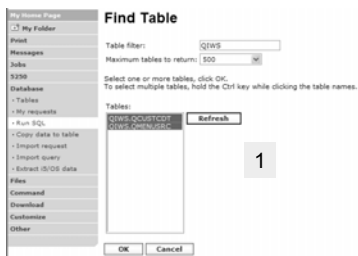 My Home Page
My Folder
Print
Messages
Jobs
5250
Database
- Tables
- My requests
- Run SQL
- Copy data to table
- Import request
- Import query
- Extract i5/OS data
Files
Command
Download
Customize
Other
Find Table
Table filter: QIWS
Maximum tables to return: 500
Select one or more tables, click OK.
To select multiple tables, hold the Ctrl key while clicking the table names.
Tables:
QIWS.QCUSTCDT
QIWS.QMENUSRC
Refresh
1
OK Cancel